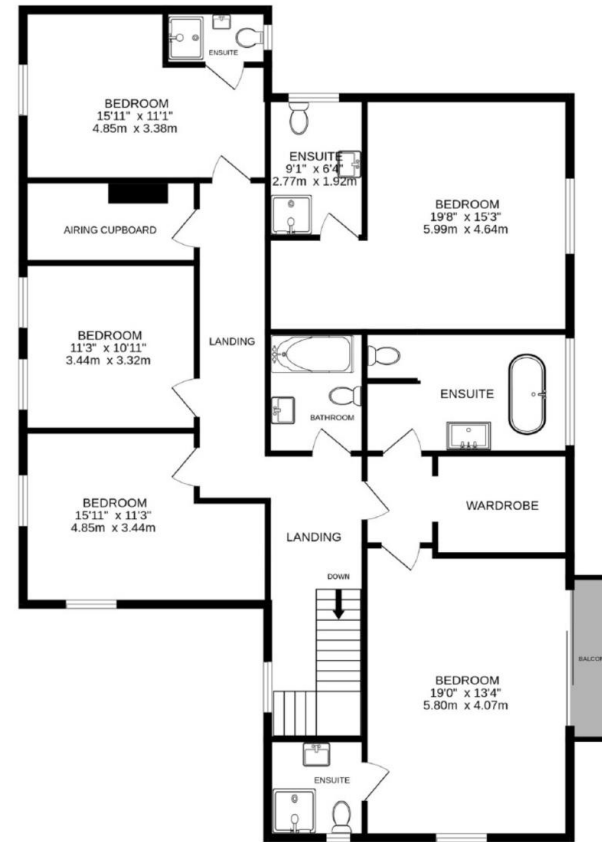 ENSUITE
BEDROOM
15'11" x 11'1"
4.85m x 3.38m
ENSUITE
9'1" x 6'4"
2.77m x 1.92m
BEDROOM
19'8" x 15'3"
5.99m x 4.64m
AIRING CUPBOARD
BEDROOM
11'3" x 10'11"
3.44m x 3.32m
LANDING
ENSUITE
BATHROOM
BEDROOM
15'11" x 11'3"
4.85m x 3.44m
WARDROBE
LANDING
DOWN
BEDROOM
19'0" x 13'4"
5.80m x 4.07m
BALCON
ENSUITE